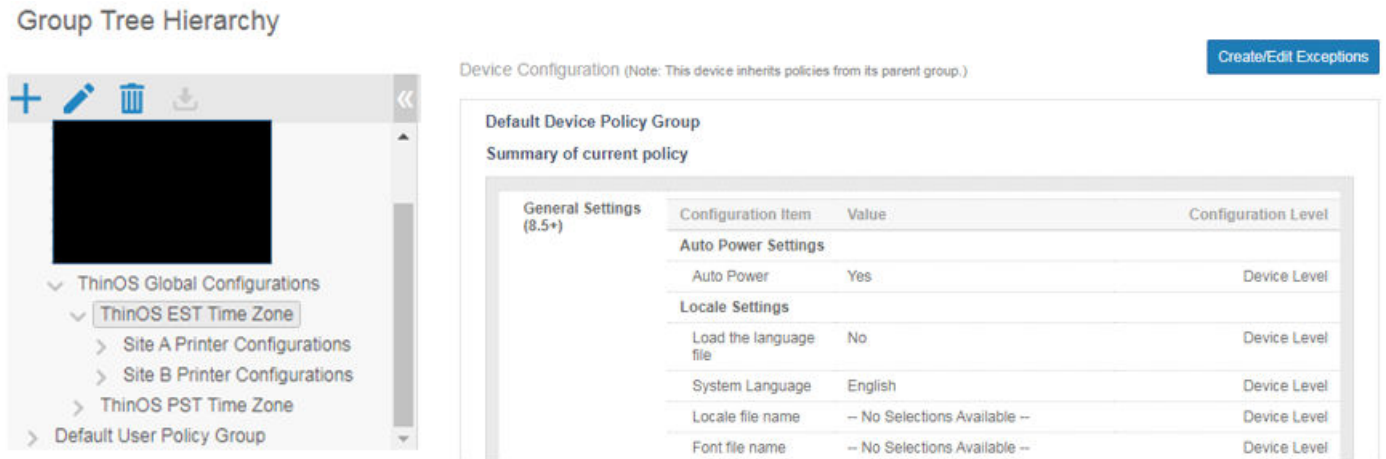 Group Tree Hierarchy
ThinOS Global Configurations
ThinOS EST Time Zone
Site A Printer Configurations
Site B Printer Configurations
ThinOS PST Time Zone
Default User Policy Group
Create/Edit Exceptions
Device Configuration (Note: This device inherits policies from its parent group.)
Default Device Policy Group
Summary of current policy
General Settings
(8.5+)
Configuration Item Value Configuration Level
Auto Power Settings
Auto Power Yes Device Level
Locale Settings
Load the language No Device Level
file
System Language English Device Level
Locale file name -- No Selections Available -- Device Level
Font file name -- No Selections Available -- Device Level